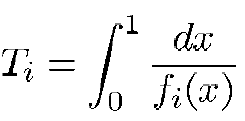 $T_i = \int_0^1 \frac{dx}{f_i(x)}$